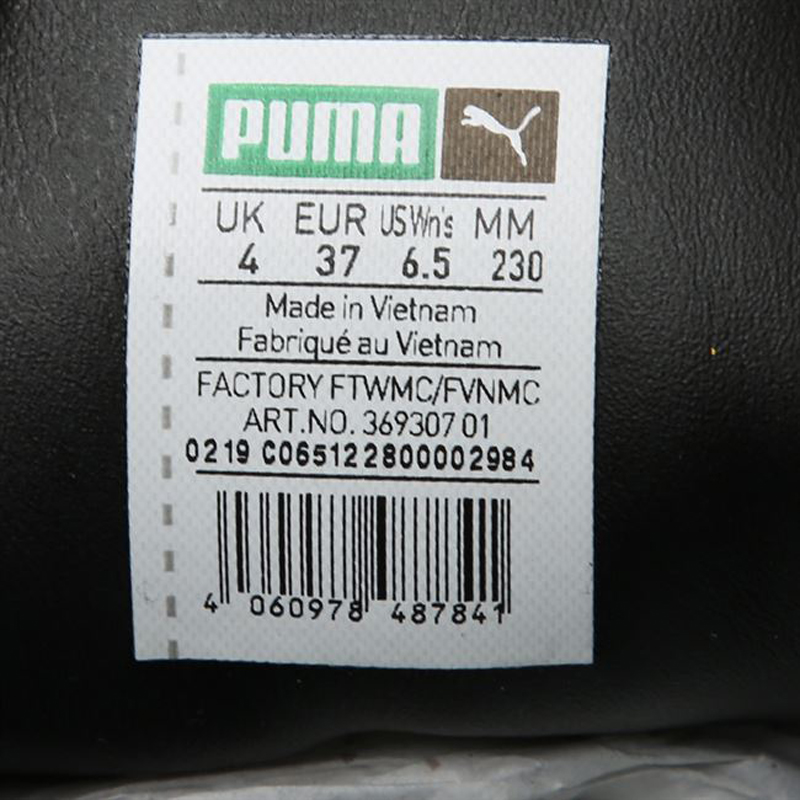 PUMA
UK EUR US Wn's MM
4 37 6.5 230
Made in Vietnam
Fabriqué au Vietnam
FACTORY FTWMC/FVNMC
ART.NO. 369307 01
0219 C065122800002984
4 060978 487841